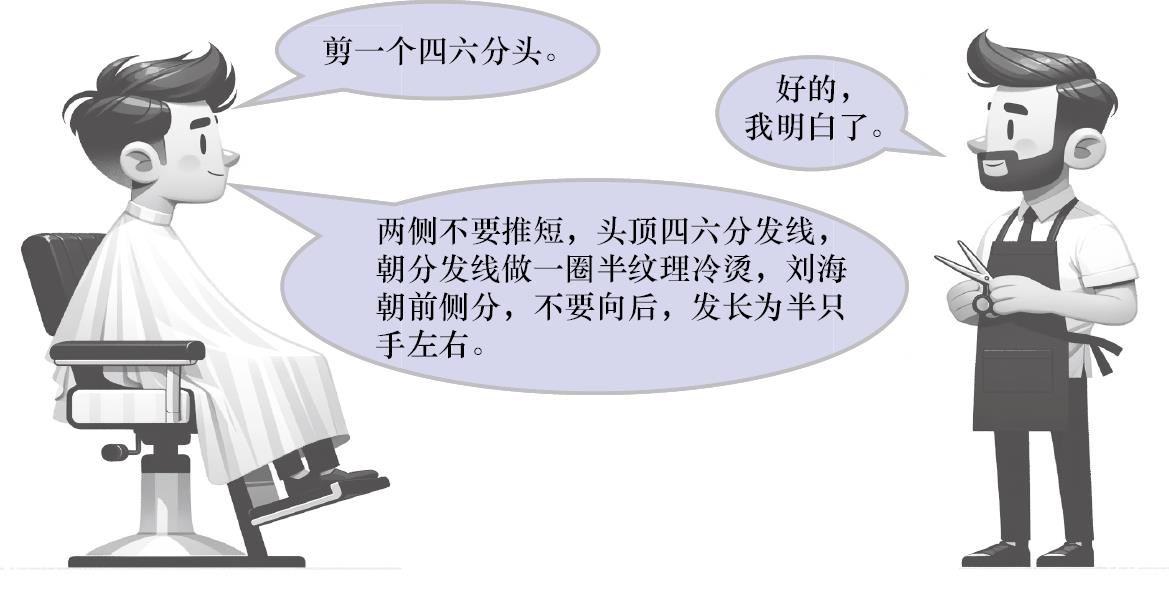 剪一个四六分头。
好的，
我明白了。
两侧不要推短，头顶四六分发线，
朝分发线做一圈半纹理冷烫，刘海
朝前侧分，不要向后，发长为半只
手左右。